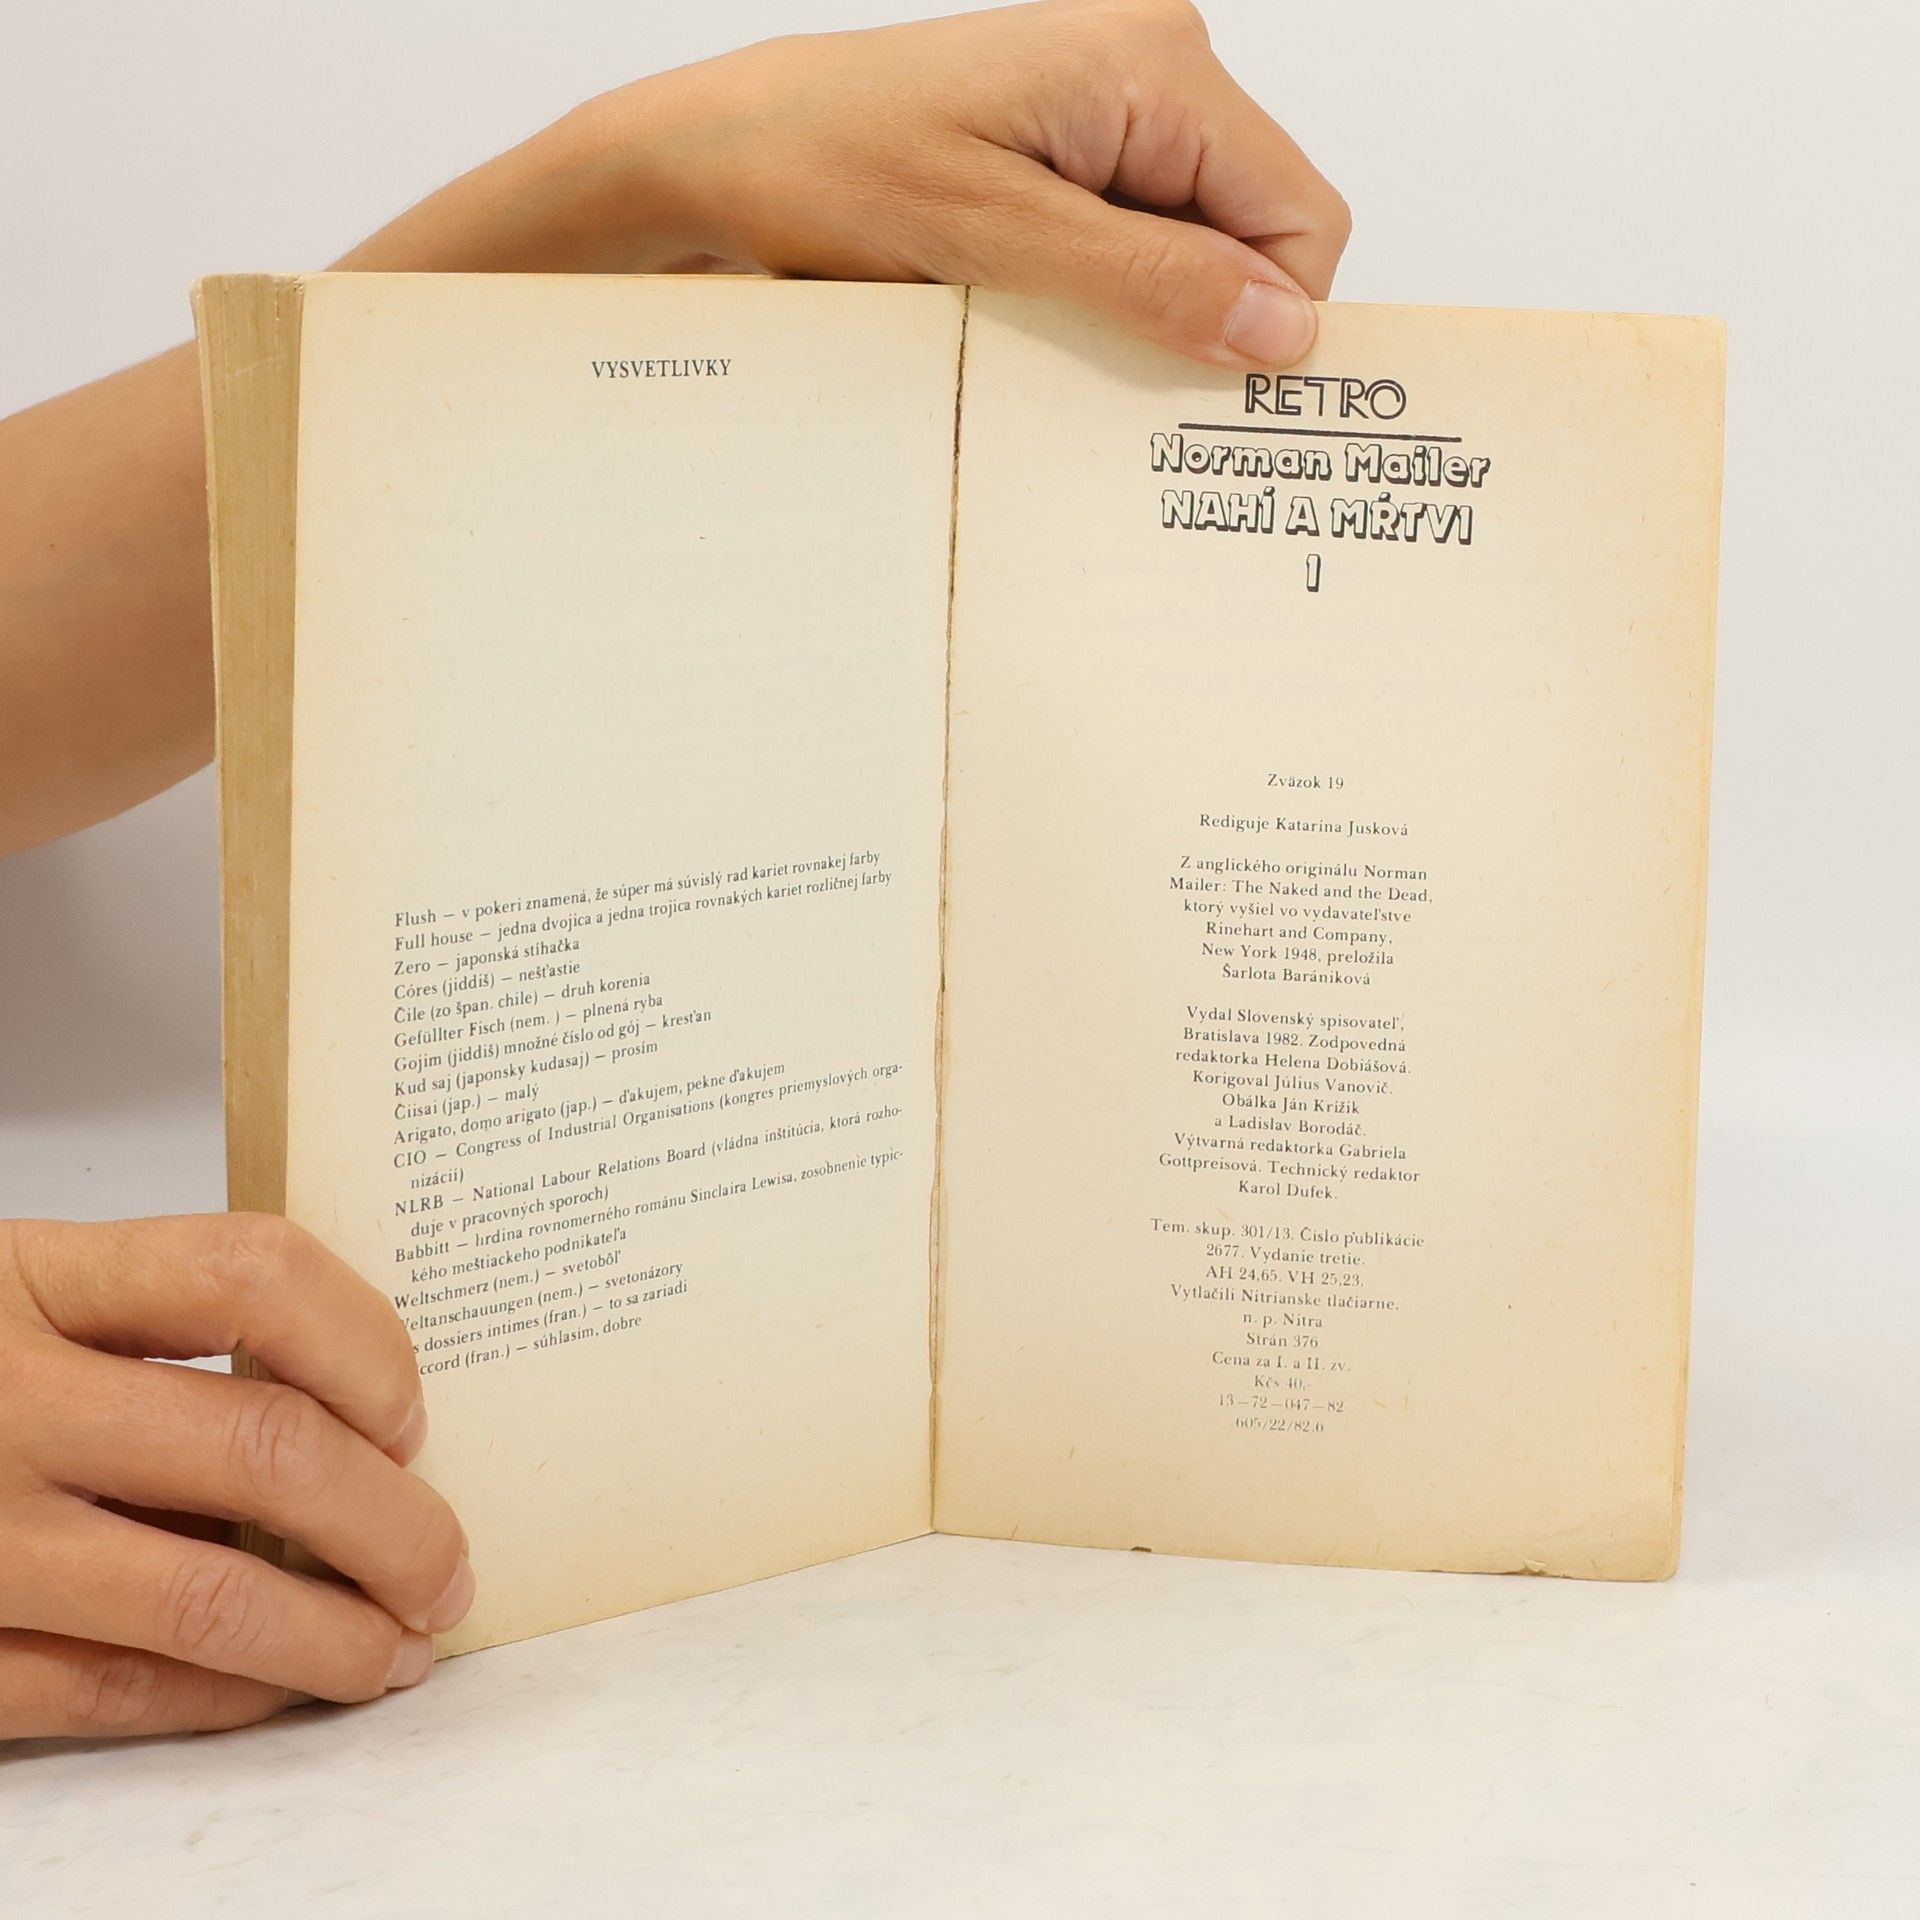 VYSVETLIVKY
Flush — v pokeri znamená, že súper má súvislý rad kariet rovnakej farby
Full house — jedna dvojica a jedna trojica rovnakých kariet rozličnej farby
Zero — japonská stíhačka
Córes (jiddiš) — nešťastie
Čile (zo špan. chile) — druh korenia
Gefüllter Fisch (nem. ) — plnená ryba
Gojim (jiddiš) množné číslo od gój — kresťan
Kud saj (japonsky kudasaj) — prosím
Čiisai (jap.) — malý
Arigato, domo arigato (jap.) — ďakujem, pekne ďakujem
CIO — Congress of Industrial Organisations (kongres priemyslových orga-
nizácií)
NLRB — National Labour Relations Board (vládna inštitúcia, ktorá rozho-
duje v pracovných sporoch)
Babbitt — hrdina rovnomerného románu Sinclaira Lewisa, zosobnenie typic-
kého meštiackeho podnikateľa
Weltschmerz (nem.) — svetobôľ
eltanschauungen (nem.) — svetonázory
s dossiers intimes (fran.) — to sa zariadi
ccord (fran.) — súhlasím, dobre
RETRO
Norman Mailer
NAHÍ A MŔTVI
1
Zväzok 19
Rediguje Katarína Jusková
Z anglického originálu Norman
Mailer: The Naked and the Dead,
ktorý vyšiel vo vydavateľstve
Rinehart and Company,
New York 1948, preložila
Šarlota Barániková
Vydal Slovenský spisovateľ,
Bratislava 1982. Zodpovedná
redaktorka Helena Dobiášová.
Korigoval Július Vanovič.
Obálka Ján Krížik
a Ladislav Borodáč.
Výtvarná redaktorka Gabriela
Gottpreisová. Technický redaktor
Karol Dufek.
Tem. skup. 301/13. Číslo publikácie
2677. Vydanie tretie.
AH 24,65. VH 25,23.
Vytlačili Nitrianske tlačiarne,
n. p. Nitra
Strán 376
Cena za I. a II. zv.
Kčs 40,-
13—72—047—82
605/22/82.6